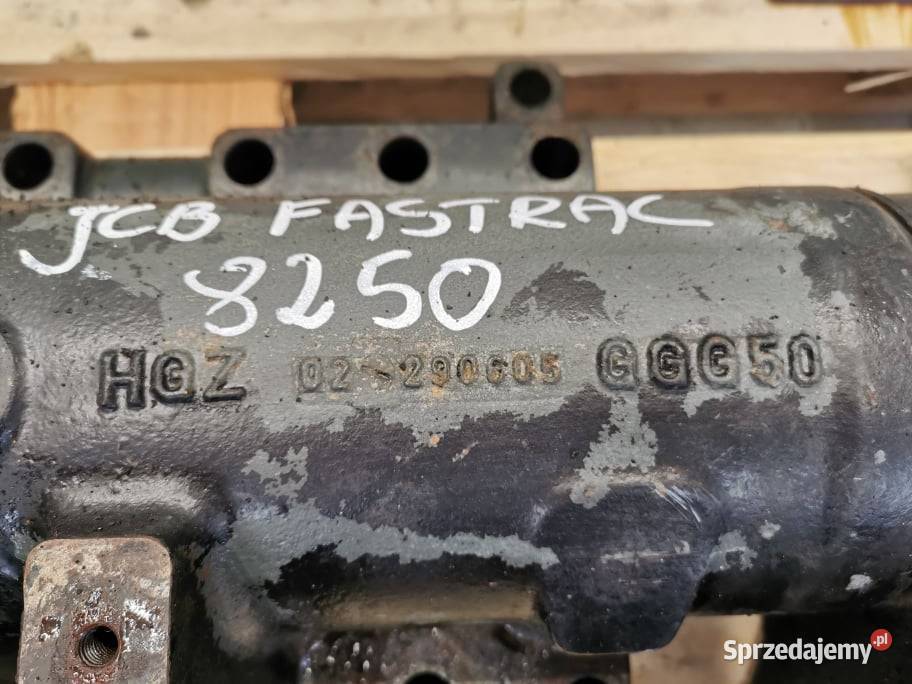 JCB FASTRAC
8250
HGZ 02-290605 GGG50
Sprzedajemy.pl